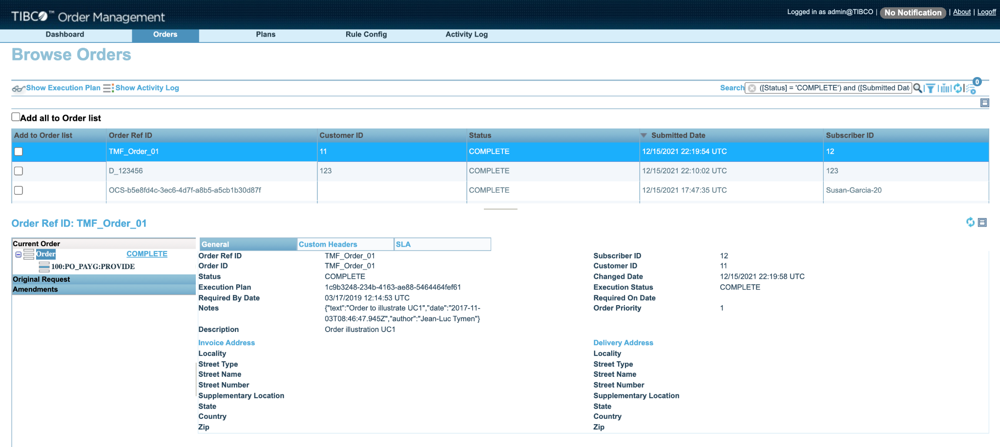 TIBCO™ Order Management
Logged in as admin@TIBCO | No Notification | About | Logoff
Dashboard Orders Plans Rule Config Activity Log
Browse Orders
Show Execution Plan Show Activity Log Search ([Status] = 'COMPLETE') and ([Submitted Dat 0
Add all to Order list
Add to Order list Order Ref ID Customer ID Status Submitted Date Subscriber ID
TMF_Order_01 11 COMPLETE 12/15/2021 22:19:54 UTC 12
D_123456 123 COMPLETE 12/15/2021 22:10:02 UTC 123
OCS-b5e8fd4c-3ec6-4d7f-a8b5-a5cb1b30d87f COMPLETE 12/15/2021 17:47:35 UTC Susan-Garcia-20
Order Ref ID: TMF_Order_01
Current Order
Order COMPLETE
100:PO_PAYG:PROVIDE
Original Request
Amendments
General Custom Headers SLA
Order Ref ID TMF_Order_01 Subscriber ID 12
Order ID TMF_Order_01 Customer ID 11
Status COMPLETE Changed Date 12/15/2021 22:19:58 UTC
Execution Plan 1c9b3248-234b-4163-ae88-5464464fef61 Execution Status COMPLETE
Required By Date 03/17/2019 12:14:53 UTC Required On Date
Notes {"text":"Order to illustrate UC1","date":"2017-11- Order Priority 1
03T08:46:47.945Z","author":"Jean-Luc Tymen"}
Description Order illustration UC1
Invoice Address Delivery Address
Locality Locality
Street Type Street Type
Street Name Street Name
Street Number Street Number
Supplementary Location Supplementary Location
State State
Country Country
Zip Zip